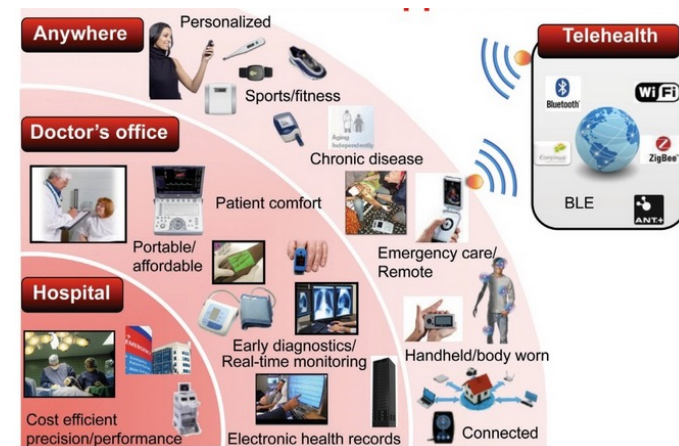 Anywhere
Personalized
Telehealth
Sports/fitness
Bluetooth
WiFi
Doctor's office
Aging
Independently
Chronic disease
ZigBee
Patient comfort
BLE
ANT+
Portable/
affordable
Emergency care/
Remote
Hospital
EMERGENCY
Early diagnostics/
Real-time monitoring
Handheld/body worn
Cost efficient
precision/performance
Electronic health records
Connected